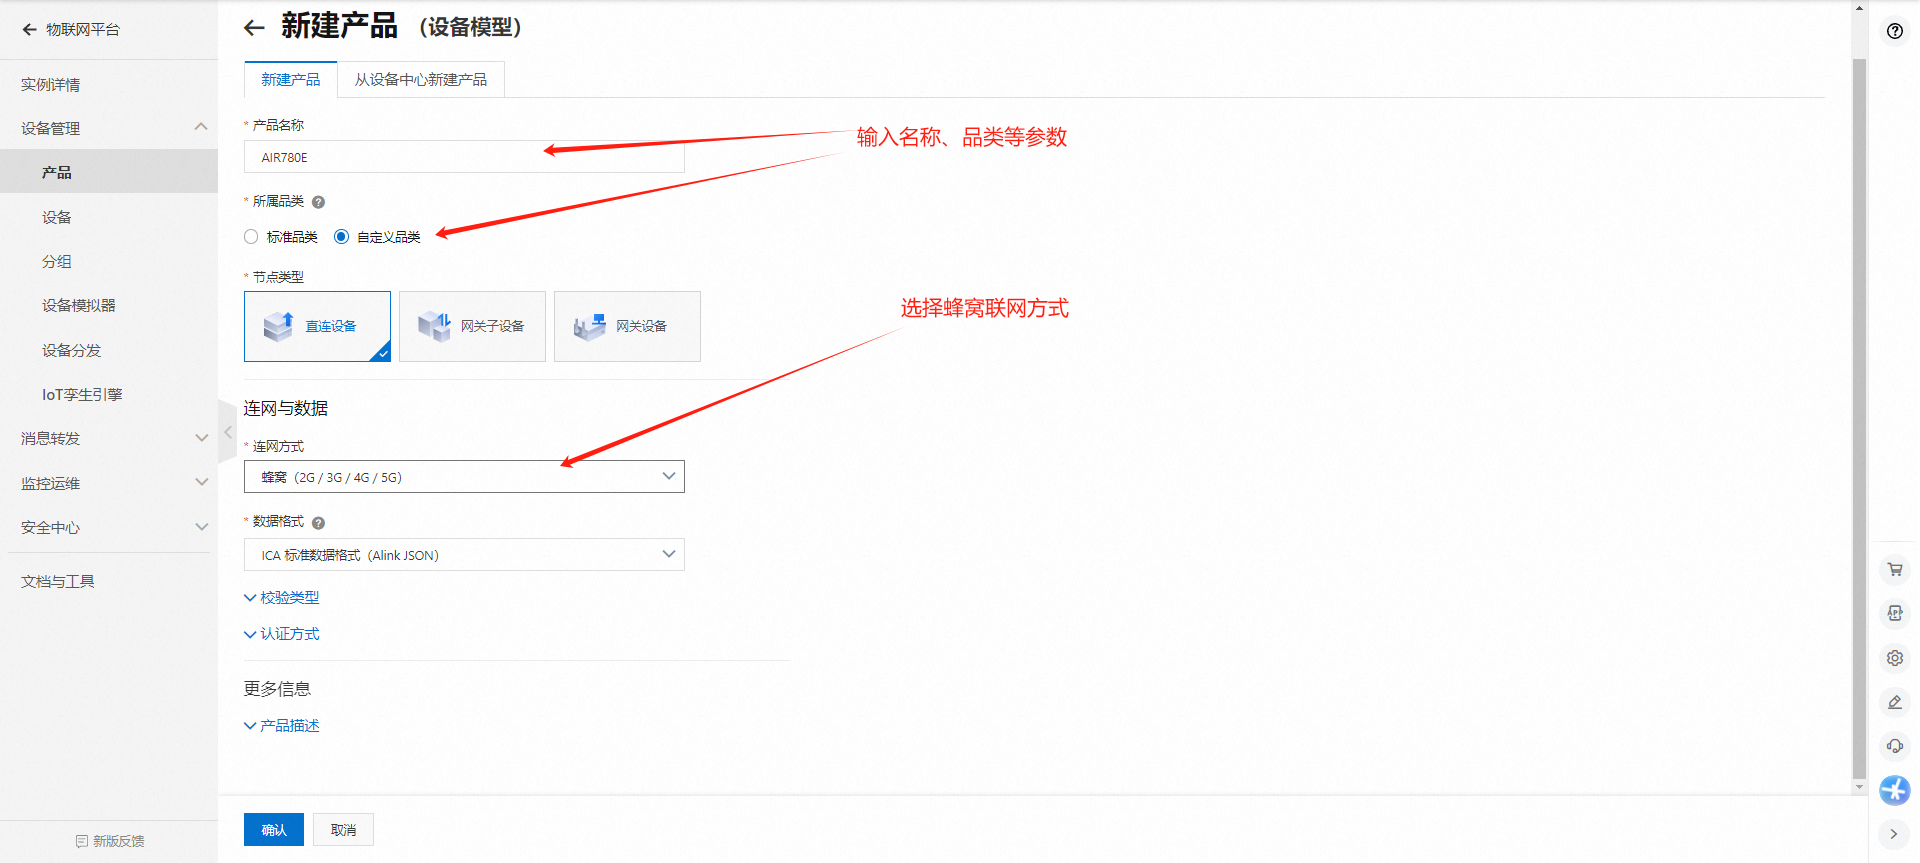 物联网平台
实例详情
设备管理
产品
设备
分组
设备模拟器
设备分发
IoT孪生引擎
消息转发
监控运维
安全中心
文档与工具
新版反馈
新建产品 (设备模型)
新建产品 从设备中心新建产品
* 产品名称
AIR780E
输入名称、品类等参数
* 所属品类 ?
标准品类 自定义品类
* 节点类型
直连设备 网关子设备 网关设备
选择蜂窝联网方式
连网与数据
* 连网方式
蜂窝（2G / 3G / 4G / 5G）
* 数据格式 ?
ICA 标准数据格式（Alink JSON）
校验类型
认证方式
更多信息
产品描述
确认 取消
APP